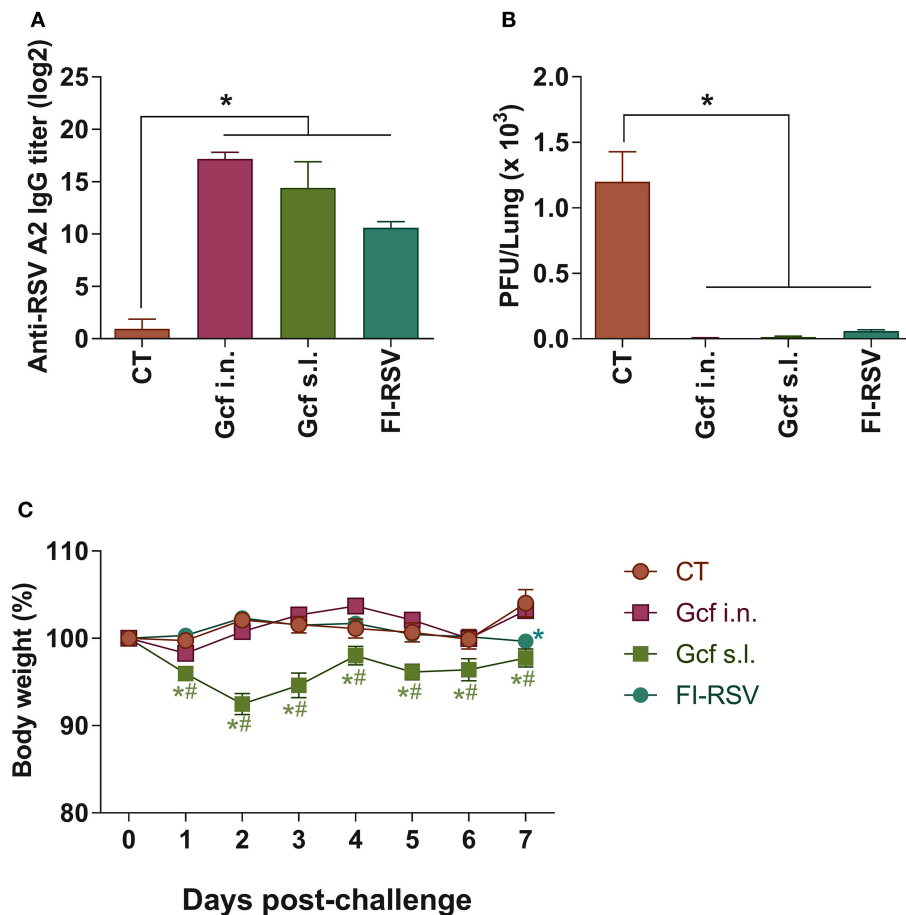 A
Anti-RSV A2 IgG titer (log2)
25
20
15
10
5
0
*
CT
Gcf i.n.
Gcf s.l.
FI-RSV
B
PFU/Lung (x 10^3)
2.0
1.5
1.0
0.5
0.0
*
CT
Gcf i.n.
Gcf s.l.
FI-RSV
C
Body weight (%)
110
100
90
80
*#
*#
*#
*#
*#
*#
*#
*
0 1 2 3 4 5 6 7
Days post-challenge
CT
Gcf i.n.
Gcf s.l.
FI-RSV